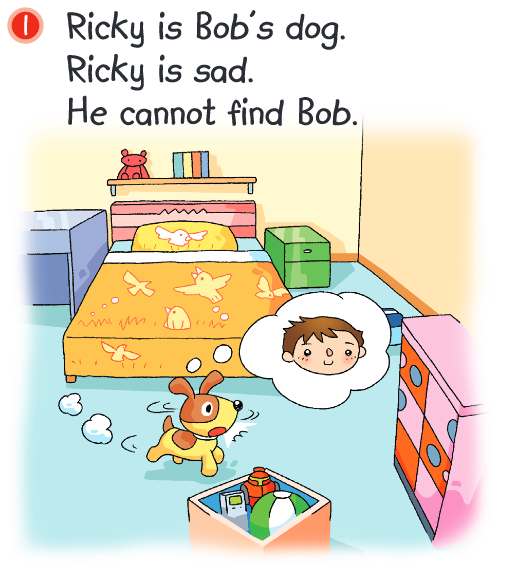 1
Ricky is Bob's dog.
Ricky is sad.
He cannot find Bob.